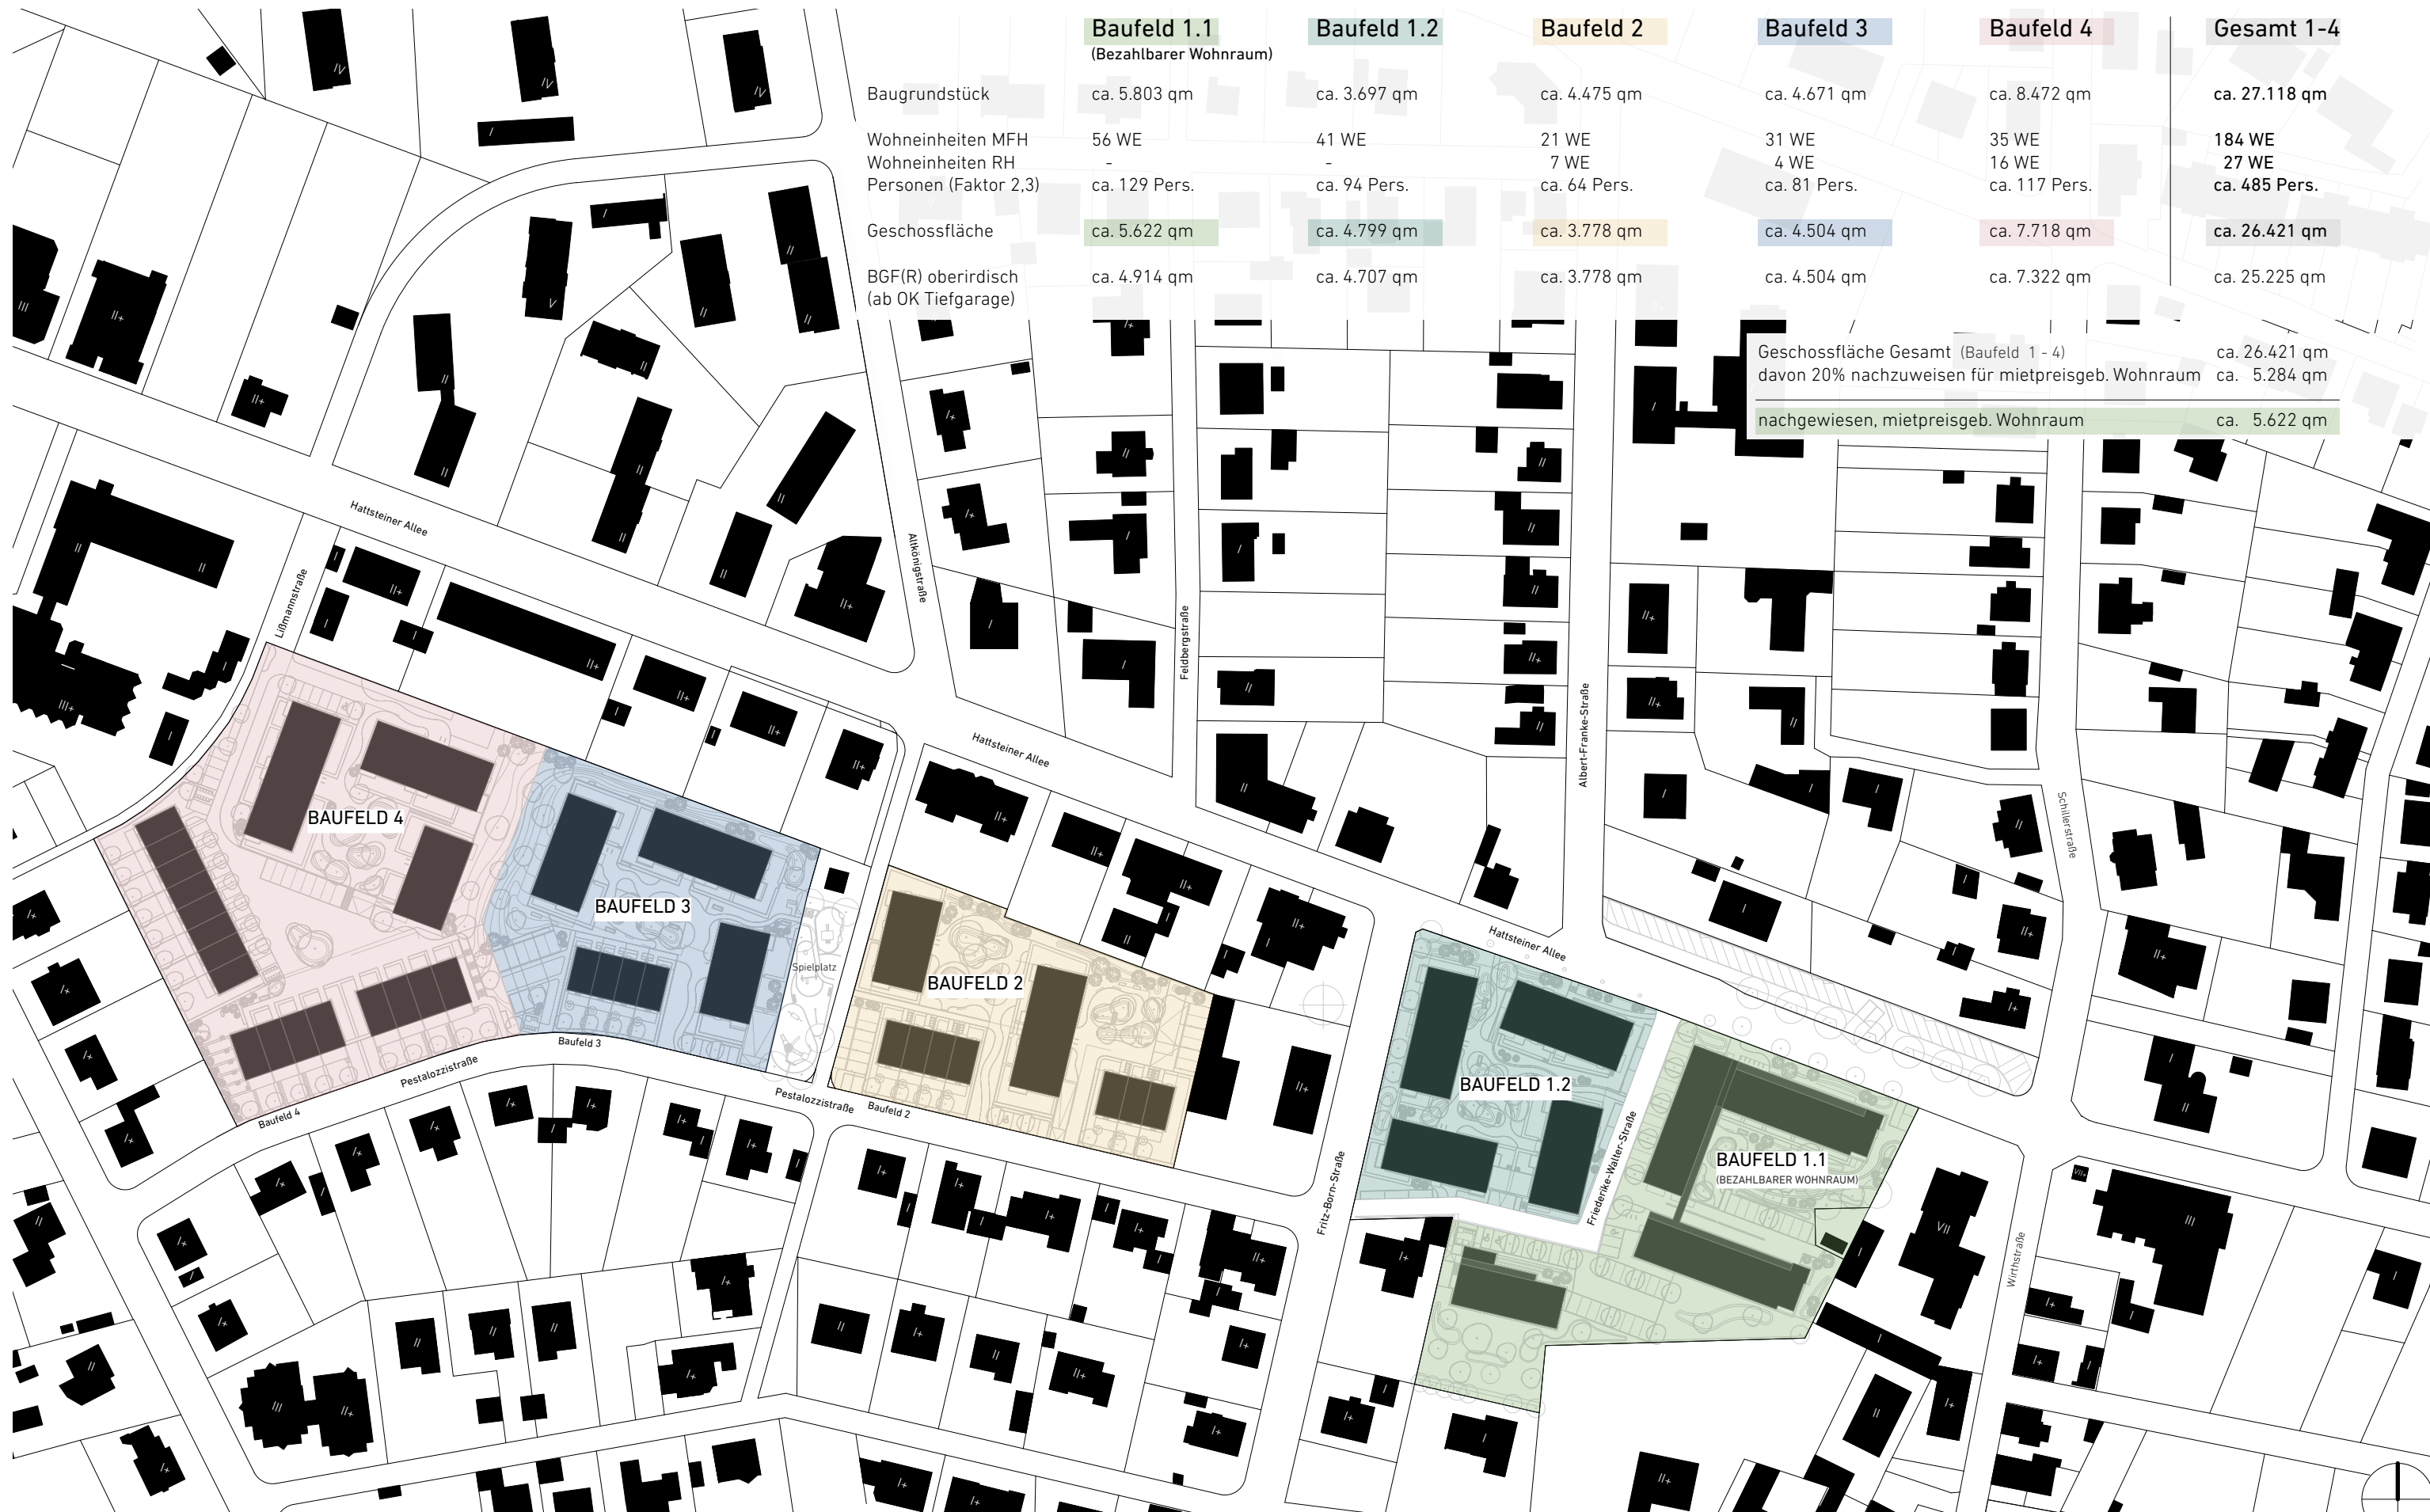 Baufeld 1.1 Baufeld 1.2 Baufeld 2 Baufeld 3 Baufeld 4 Gesamt 1-4
(Bezahlbarer Wohnraum)
Baugrundstück ca. 5.803 qm ca. 3.697 qm ca. 4.475 qm ca. 4.671 qm ca. 8.472 qm ca. 27.118 qm
Wohneinheiten MFH 56 WE 41 WE 21 WE 31 WE 35 WE 184 WE
Wohneinheiten RH - - 7 WE 4 WE 16 WE 27 WE
Personen (Faktor 2,3) ca. 129 Pers. ca. 94 Pers. ca. 64 Pers. ca. 81 Pers. ca. 117 Pers. ca. 485 Pers.
Geschossfläche ca. 5.622 qm ca. 4.799 qm ca. 3.778 qm ca. 4.504 qm ca. 7.718 qm ca. 26.421 qm
BGF(R) oberirdisch ca. 4.914 qm ca. 4.707 qm ca. 3.778 qm ca. 4.504 qm ca. 7.322 qm ca. 25.225 qm
(ab OK Tiefgarage)
Geschossfläche Gesamt (Baufeld 1 - 4) ca. 26.421 qm
davon 20% nachzuweisen für mietpreisgeb. Wohnraum ca. 5.284 qm
nachgewiesen, mietpreisgeb. Wohnraum ca. 5.622 qm
Hattsteiner Allee
Altkönigstraße
Lißmannstraße
Feldbergstraße
Albert-Franke-Straße
Hattsteiner Allee
Schillerstraße
BAUFELD 4
BAUFELD 3
Hattsteiner Allee
Spielplatz
BAUFELD 2
Baufeld 3
Pestalozzistraße
BAUFELD 1.2
Pestalozzistraße
Baufeld 2
Baufeld 4
BAUFELD 1.1
(BEZAHLBARER WOHNRAUM)
Friederike-Walter-Straße
Fritz-Born-Straße
Wirthstraße
VII
III
III+
III
II+